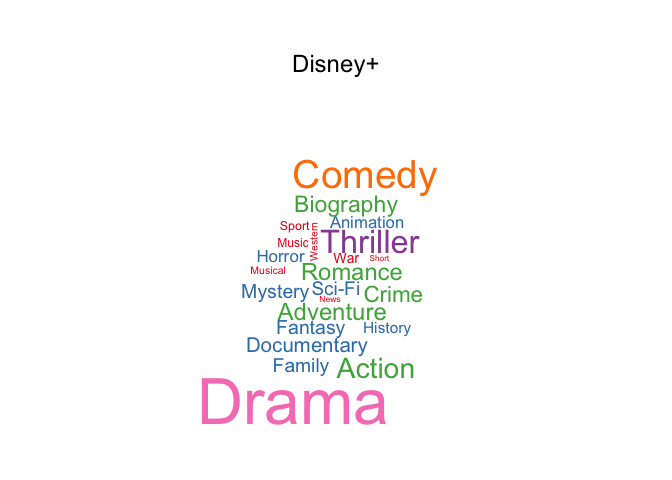 Disney+
Comedy
Biography
Sport Animation
Music Western Thriller
Horror War Short
Musical Romance
Mystery Sci-Fi Crime
News
Adventure
Fantasy History
Documentary
Family Action
Drama